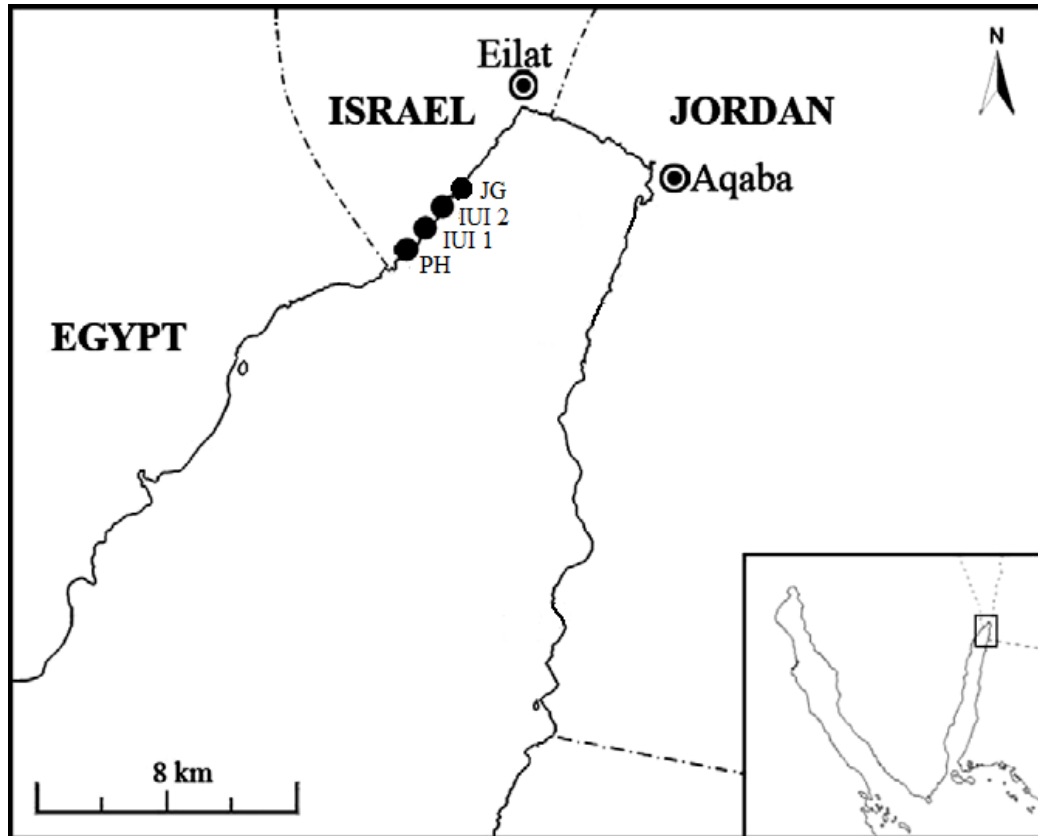 N
Eilat
ISRAEL
JORDAN
Aqaba
JG
IUI 2
IUI 1
PH
EGYPT
8 km